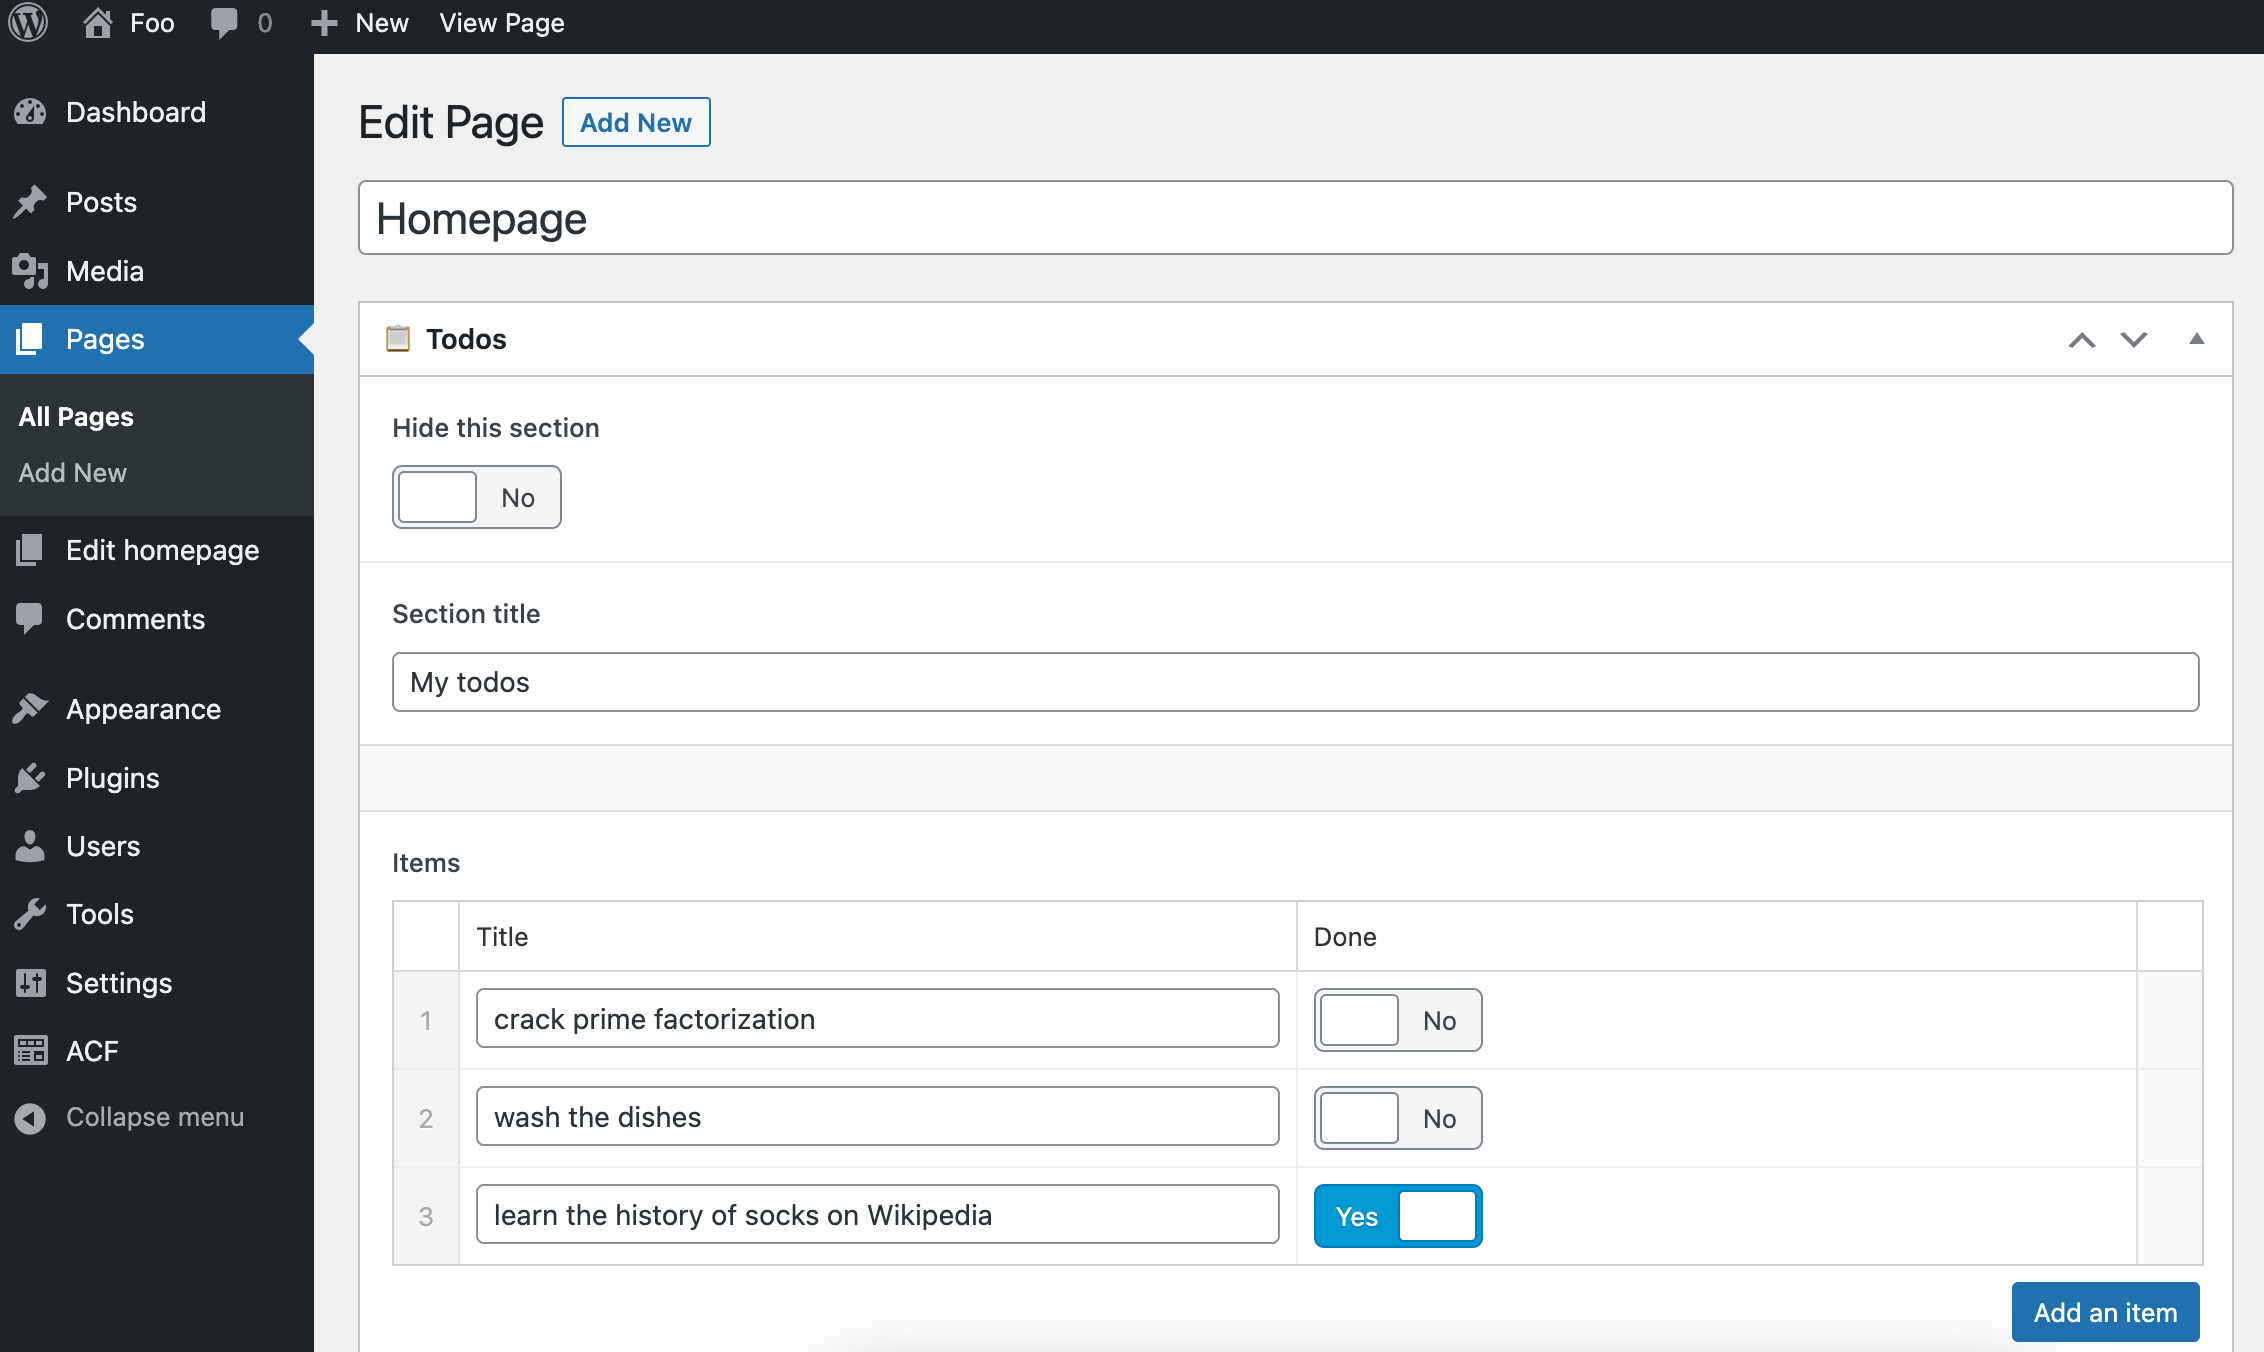 Foo 0 New View Page
Dashboard
Posts
Media
Pages
All Pages
Add New
Edit homepage
Comments
Appearance
Plugins
Users
Tools
Settings
ACF
Collapse menu
Edit Page Add New
Homepage
Todos
Hide this section
No
Section title
My todos
Items
Title Done
1 crack prime factorization No
2 wash the dishes No
3 learn the history of socks on Wikipedia Yes
Add an item